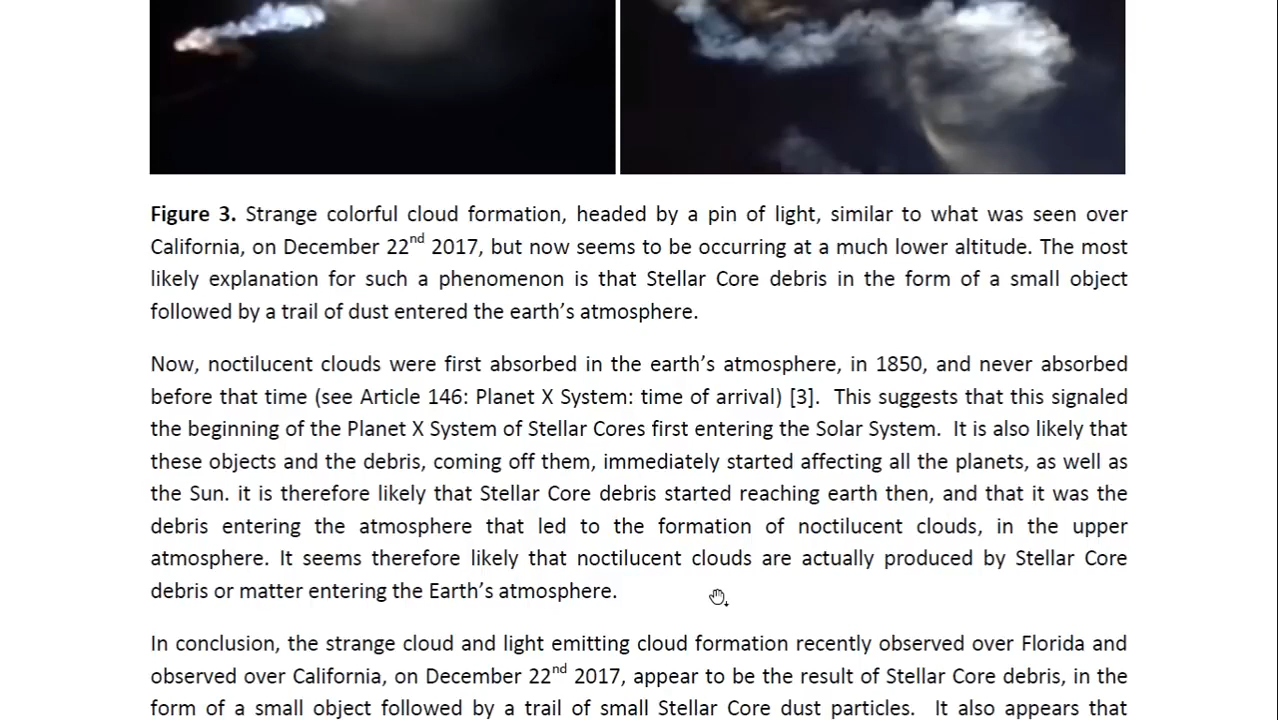 Figure 3. Strange colorful cloud formation, headed by a pin of light, similar to what was seen over
California, on December 22nd 2017, but now seems to be occurring at a much lower altitude. The most
likely explanation for such a phenomenon is that Stellar Core debris in the form of a small object
followed by a trail of dust entered the earth’s atmosphere.
Now, noctilucent clouds were first absorbed in the earth’s atmosphere, in 1850, and never absorbed
before that time (see Article 146: Planet X System: time of arrival) [3].  This suggests that this signaled
the beginning of the Planet X System of Stellar Cores first entering the Solar System.  It is also likely that
these objects and the debris, coming off them, immediately started affecting all the planets, as well as
the Sun. it is therefore likely that Stellar Core debris started reaching earth then, and that it was the
debris entering the atmosphere that led to the formation of noctilucent clouds, in the upper
atmosphere. It seems therefore likely that noctilucent clouds are actually produced by Stellar Core
debris or matter entering the Earth’s atmosphere.
In conclusion, the strange cloud and light emitting cloud formation recently observed over Florida and
observed over California, on December 22nd 2017, appear to be the result of Stellar Core debris, in the
form of a small object followed by a trail of small Stellar Core dust particles.  It also appears that